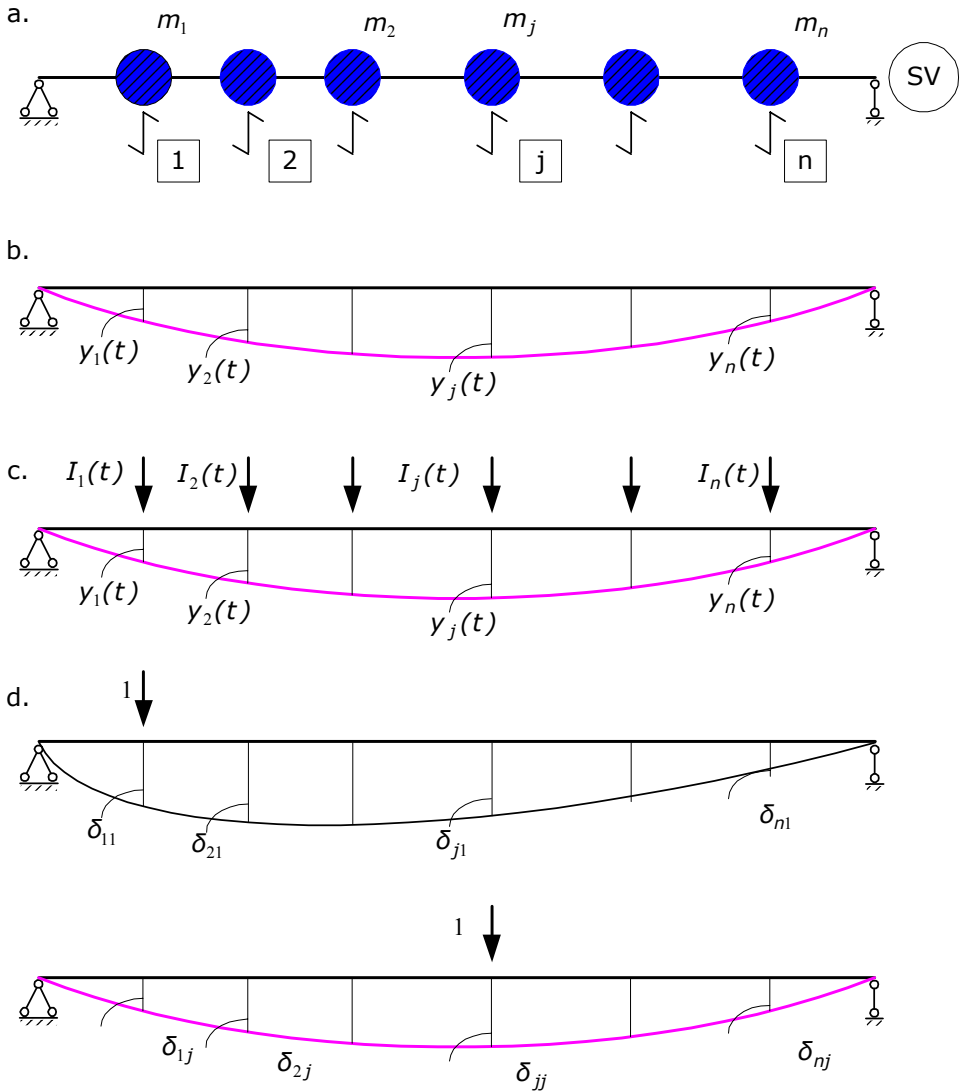 a.
m₁ m₂ mⱼ mₙ
SV
1 2 j n
b.
y₁(t) y₂(t) yⱼ(t) yₙ(t)
c.
I₁(t) I₂(t) Iⱼ(t) Iₙ(t)
y₁(t) y₂(t) yⱼ(t) yₙ(t)
d.
1
δ₁₁ δ₂₁ δⱼ₁ δₙ₁
1
δ₁ⱼ δ₂ⱼ δⱼⱼ δₙⱼ